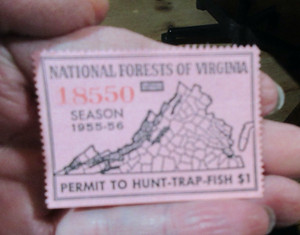 NATIONAL FORESTS OF VIRGINIA
18550
SEASON
1955-56
PERMIT TO HUNT-TRAP-FISH $1